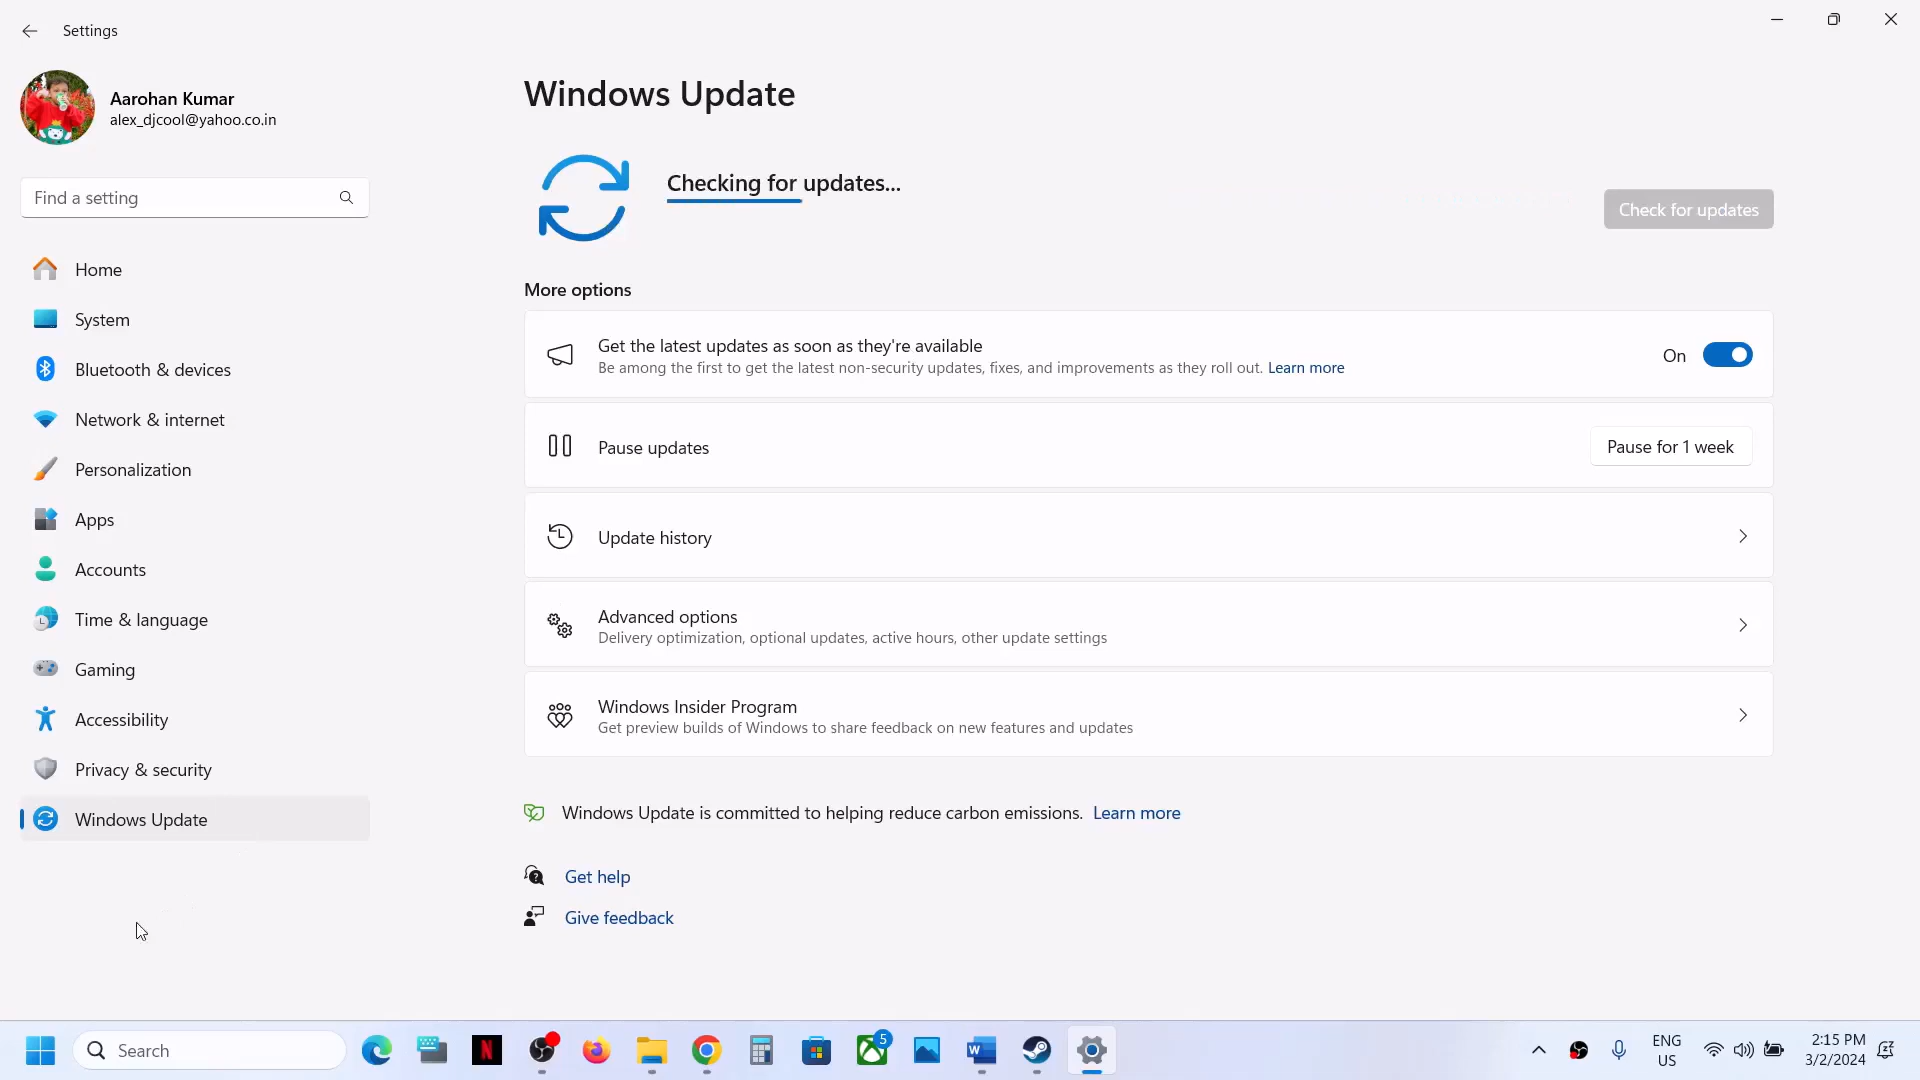 Settings
Aarohan Kumar
alex_djcool@yahoo.co.in
Find a setting
Home
System
Bluetooth & devices
Network & internet
Personalization
Apps
Accounts
Time & language
Gaming
Accessibility
Privacy & security
Windows Update
Windows Update
Checking for updates...
Check for updates
More options
Get the latest updates as soon as they're available
Be among the first to get the latest non-security updates, fixes, and improvements as they roll out. Learn more
On
Pause updates
Pause for 1 week
Update history
Advanced options
Delivery optimization, optional updates, active hours, other update settings
Windows Insider Program
Get preview builds of Windows to share feedback on new features and updates
Windows Update is committed to helping reduce carbon emissions. Learn more
Get help
Give feedback
Search
N
5
W
ENG
US
2:15 PM
3/2/2024